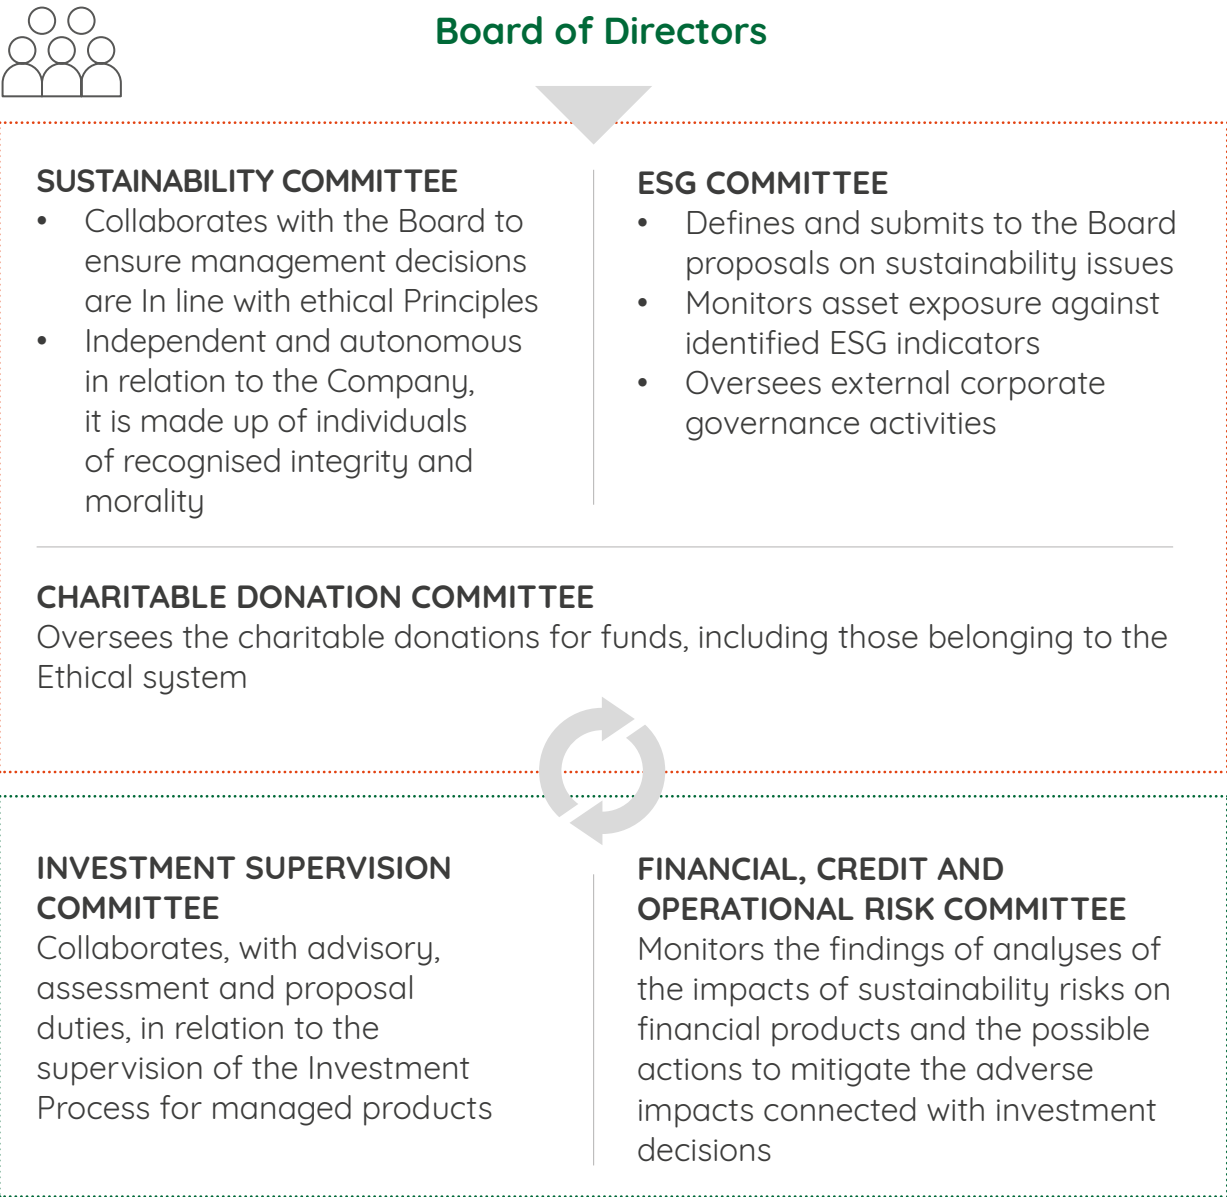 Board of Directors
SUSTAINABILITY COMMITTEE
• Collaborates with the Board to
ensure management decisions
are In line with ethical Principles
• Independent and autonomous
in relation to the Company,
it is made up of individuals
of recognised integrity and
morality
ESG COMMITTEE
• Defines and submits to the Board
proposals on sustainability issues
• Monitors asset exposure against
identified ESG indicators
• Oversees external corporate
governance activities
CHARITABLE DONATION COMMITTEE
Oversees the charitable donations for funds, including those belonging to the
Ethical system
INVESTMENT SUPERVISION
COMMITTEE
Collaborates, with advisory,
assessment and proposal
duties, in relation to the
supervision of the Investment
Process for managed products
FINANCIAL, CREDIT AND
OPERATIONAL RISK COMMITTEE
Monitors the findings of analyses of
the impacts of sustainability risks on
financial products and the possible
actions to mitigate the adverse
impacts connected with investment
decisions